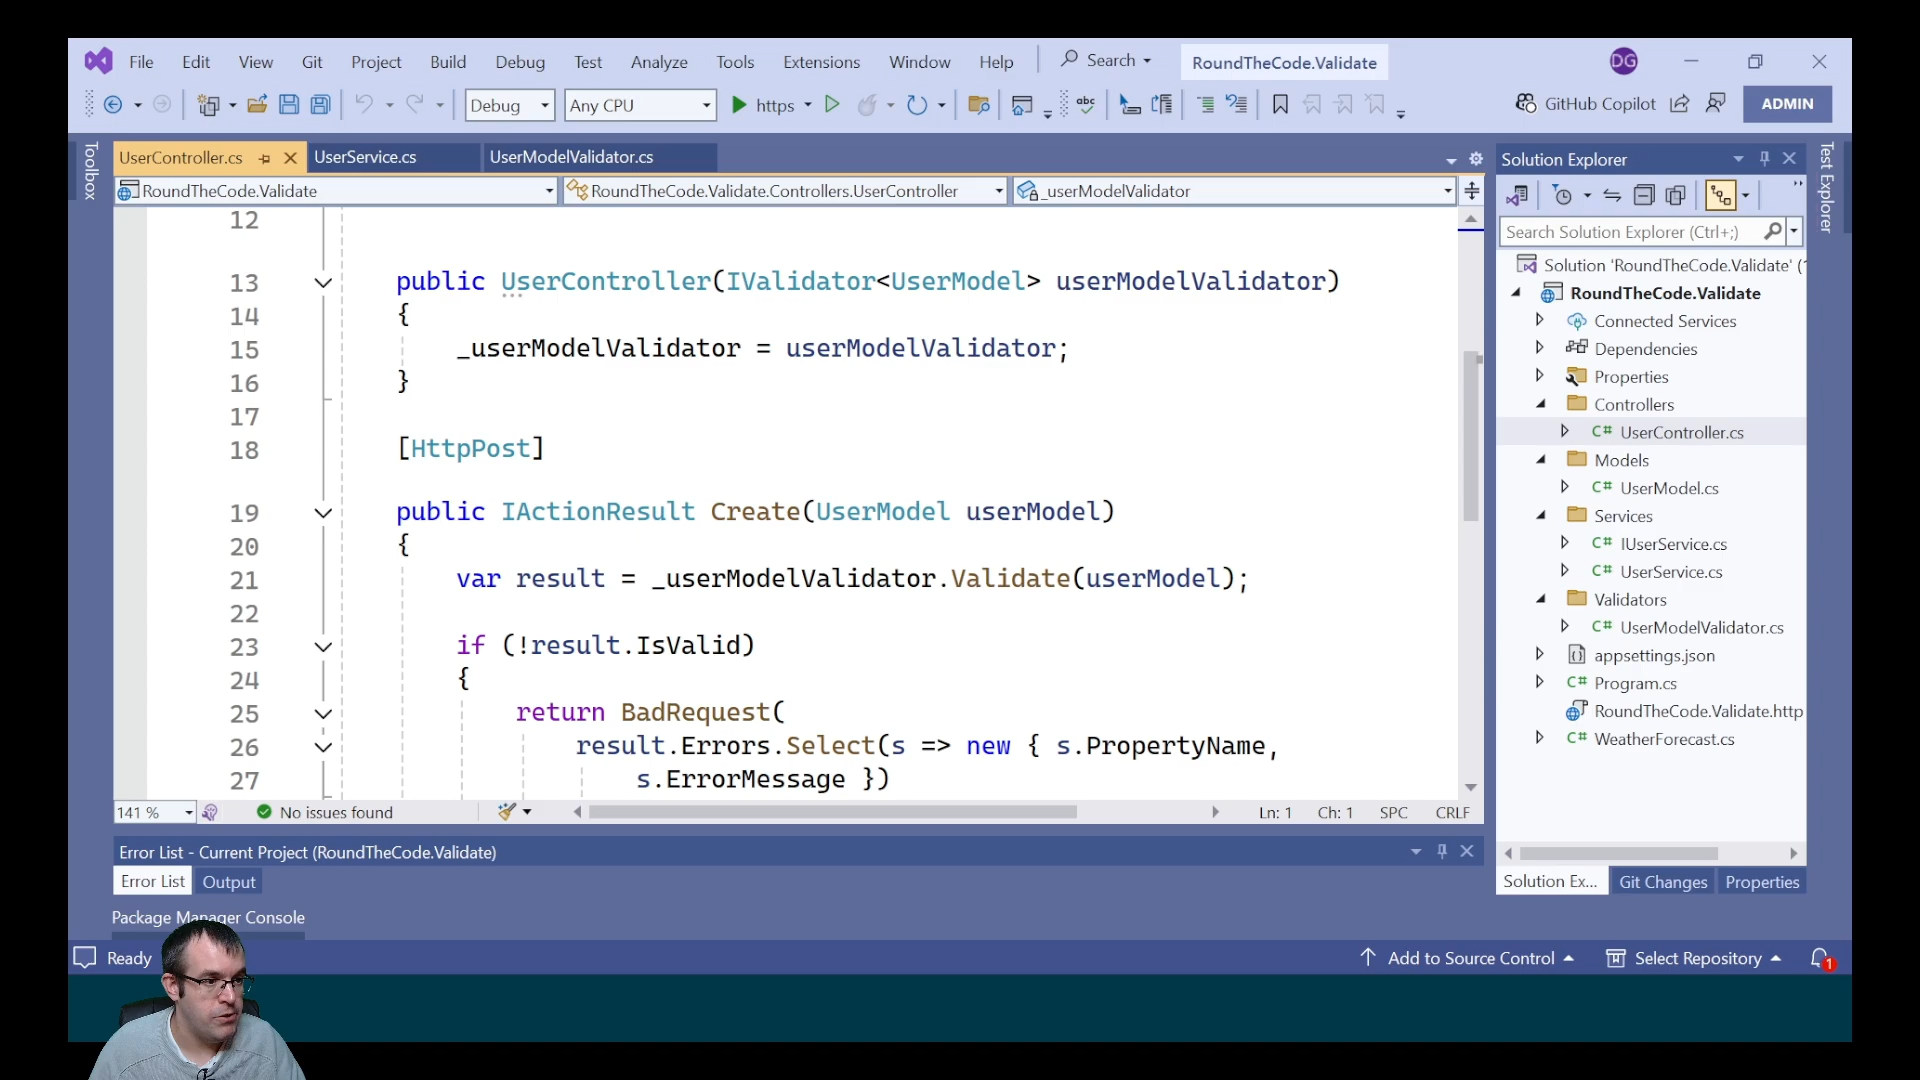 File Edit View Git Project Build Debug Test Analyze Tools Extensions Window Help Search RoundTheCode.Validate DG
Debug Any CPU https abc GitHub Copilot ADMIN
Toolbox
UserController.cs UserService.cs UserModelValidator.cs
RoundTheCode.Validate RoundTheCode.Validate.Controllers.UserController _userModelValidator
12
13 public UserController(IValidator<UserModel> userModelValidator)
14 {
15 _userModelValidator = userModelValidator;
16 }
17
18 [HttpPost]
19 public IActionResult Create(UserModel userModel)
20 {
21 var result = _userModelValidator.Validate(userModel);
22
23 if (!result.IsValid)
24 {
25 return BadRequest(
26 result.Errors.Select(s => new { s.PropertyName,
27 s.ErrorMessage })
141 % No issues found Ln: 1 Ch: 1 SPC CRLF
Error List - Current Project (RoundTheCode.Validate)
Error List Output
Package Manager Console
Solution Explorer
Search Solution Explorer (Ctrl+;)
Solution 'RoundTheCode.Validate' (1
RoundTheCode.Validate
Connected Services
Dependencies
Properties
Controllers
C# UserController.cs
Models
C# UserModel.cs
Services
C# IUserService.cs
C# UserService.cs
Validators
C# UserModelValidator.cs
appsettings.json
C# Program.cs
RoundTheCode.Validate.http
C# WeatherForecast.cs
Solution Ex... Git Changes Properties
Test Explorer
Ready Add to Source Control Select Repository 1